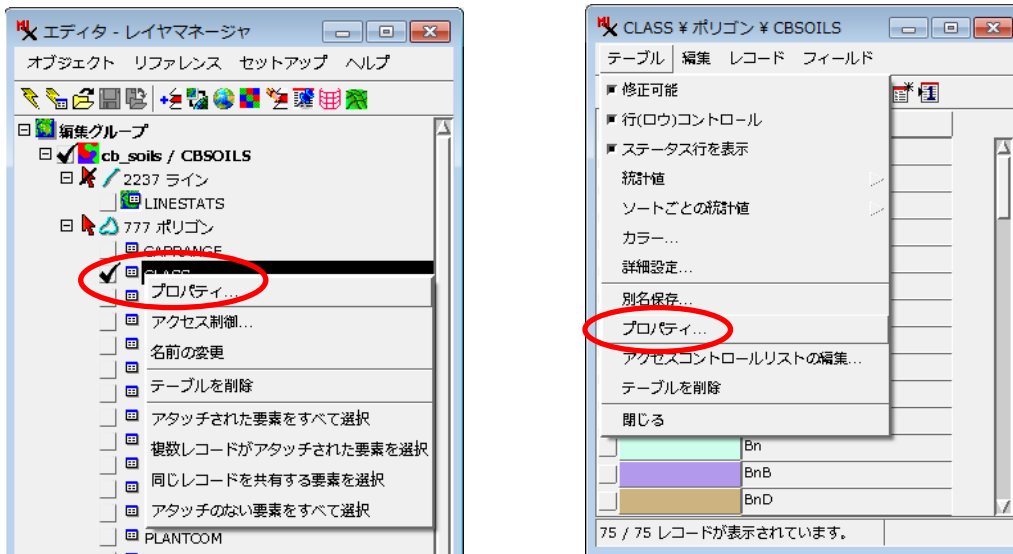 エディタ - レイヤマネージャ
オブジェクト リファレンス セットアップ ヘルプ
編集グループ
cb_soils / CBSOILS
2237 ライン
LINESTATS
777 ポリゴン
CAPRANGE
CLASS
プロパティ...
アクセス制御...
名前の変更
テーブルを削除
アタッチされた要素をすべて選択
複数レコードがアタッチされた要素を選択
同じレコードを共有する要素を選択
アタッチのない要素をすべて選択
PLANTCOM
CLASS ¥ ポリゴン ¥ CBSOILS
テーブル 編集 レコード フィールド
修正可能
行(ロウ)コントロール
ステータス行を表示
統計値
ソートごとの統計値
カラー...
詳細設定...
別名保存...
プロパティ...
アクセスコントロールリストの編集...
テーブルを削除
閉じる
Bn
BnB
BnD
75 / 75 レコードが表示されています。